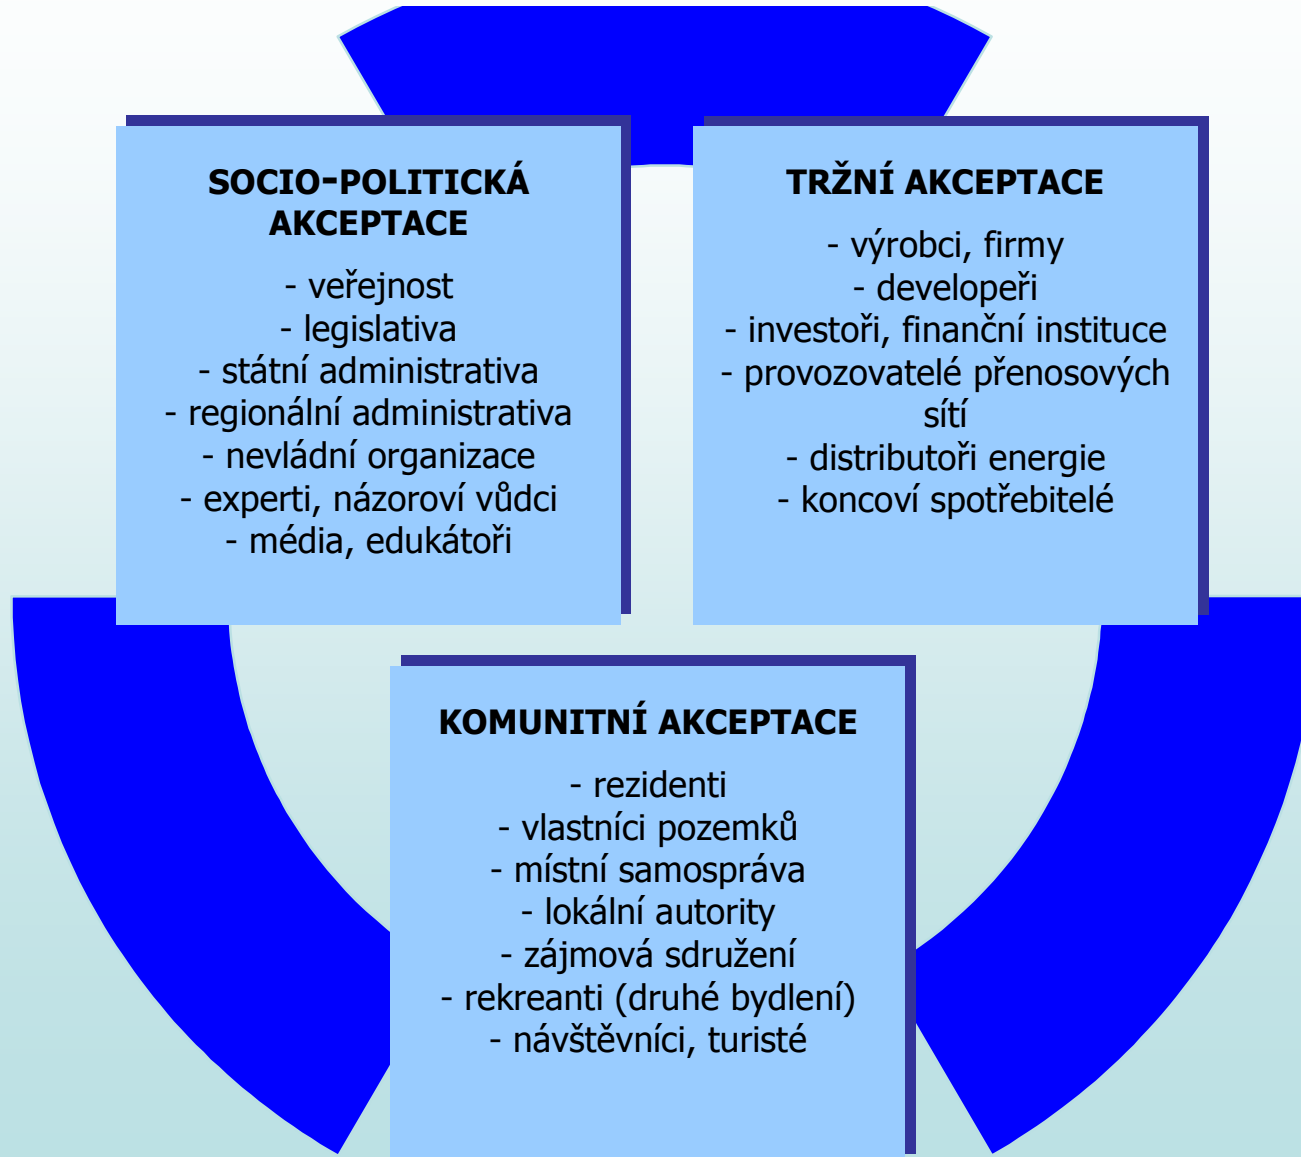 SOCIO-POLITICKÁ
AKCEPTACE
- veřejnost
- legislativa
- státní administrativa
- regionální administrativa
- nevládní organizace
- experti, názoroví vůdci
- média, edukátoři
TRŽNÍ AKCEPTACE
- výrobci, firmy
- developeři
- investoři, finanční instituce
- provozovatelé přenosových
sítí
- distributoři energie
- koncoví spotřebitelé
KOMUNITNÍ AKCEPTACE
- rezidenti
- vlastníci pozemků
- místní samospráva
- lokální autority
- zájmová sdružení
- rekreanti (druhé bydlení)
- návštěvníci, turisté